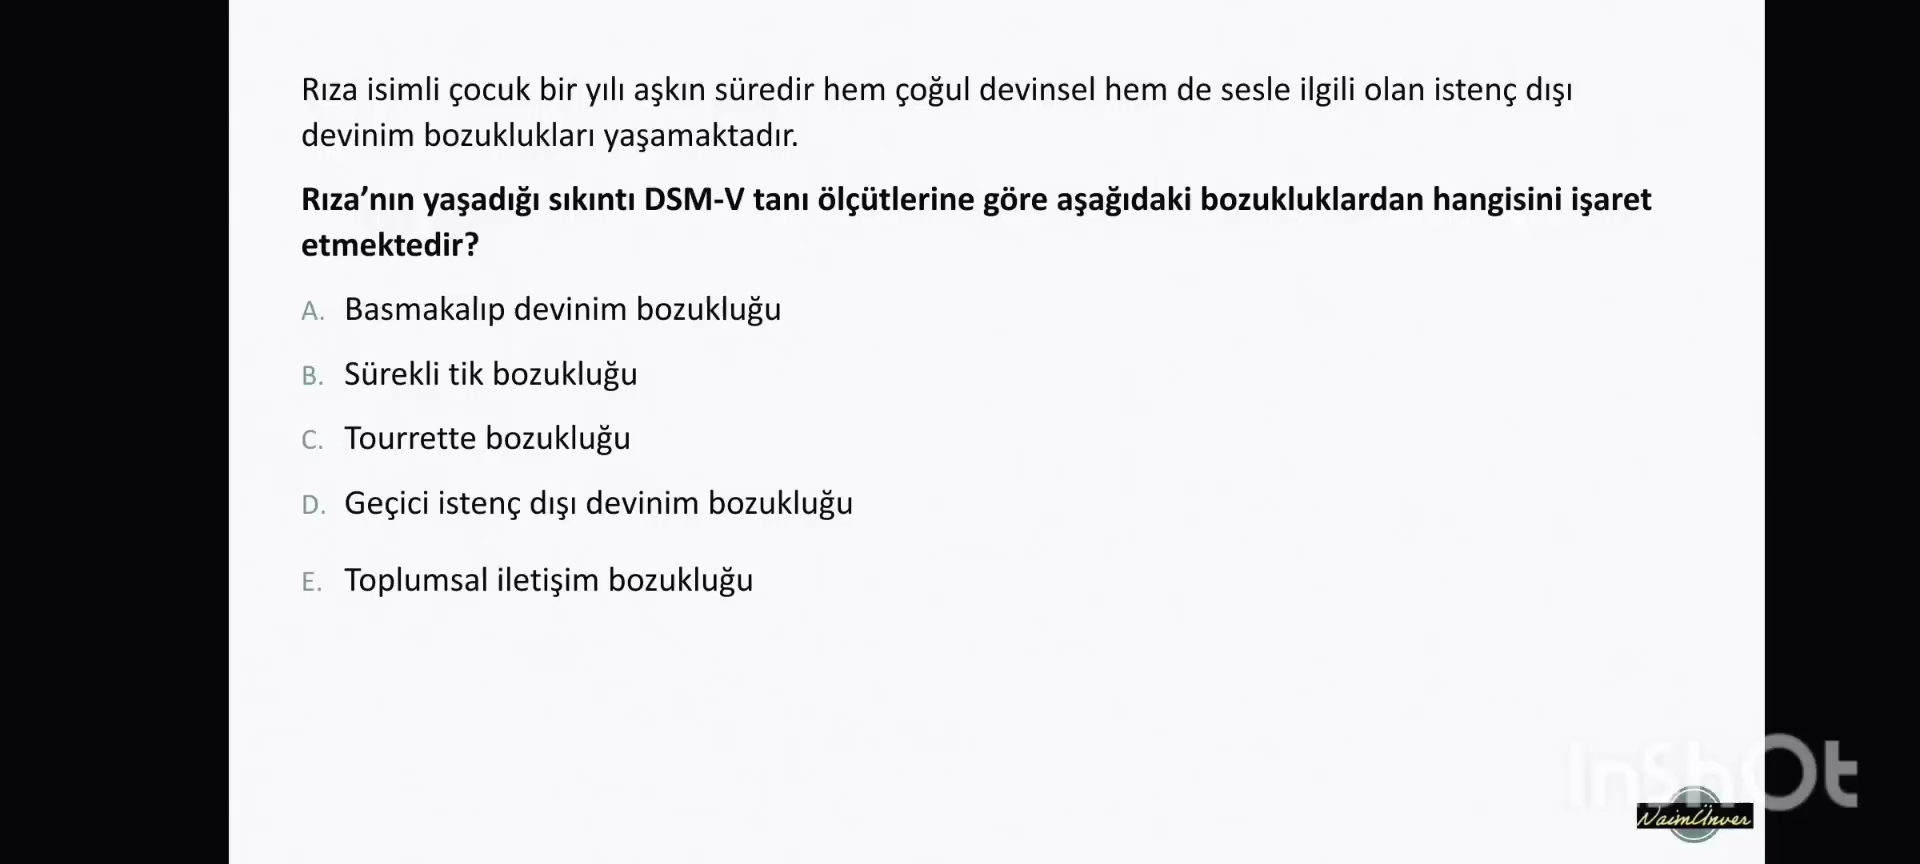 Rıza isimli çocuk bir yılı aşkın süredir hem çoğul devinsel hem de sesle ilgili olan istenç dışı
devinim bozuklukları yaşamaktadır.
Rıza’nın yaşadığı sıkıntı DSM-V tanı ölçütlerine göre aşağıdaki bozukluklardan hangisini işaret
etmektedir?
A. Basmakalıp devinim bozukluğu
B. Sürekli tik bozukluğu
C. Tourrette bozukluğu
D. Geçici istenç dışı devinim bozukluğu
E. Toplumsal iletişim bozukluğu
InShOt
NaimÜnver